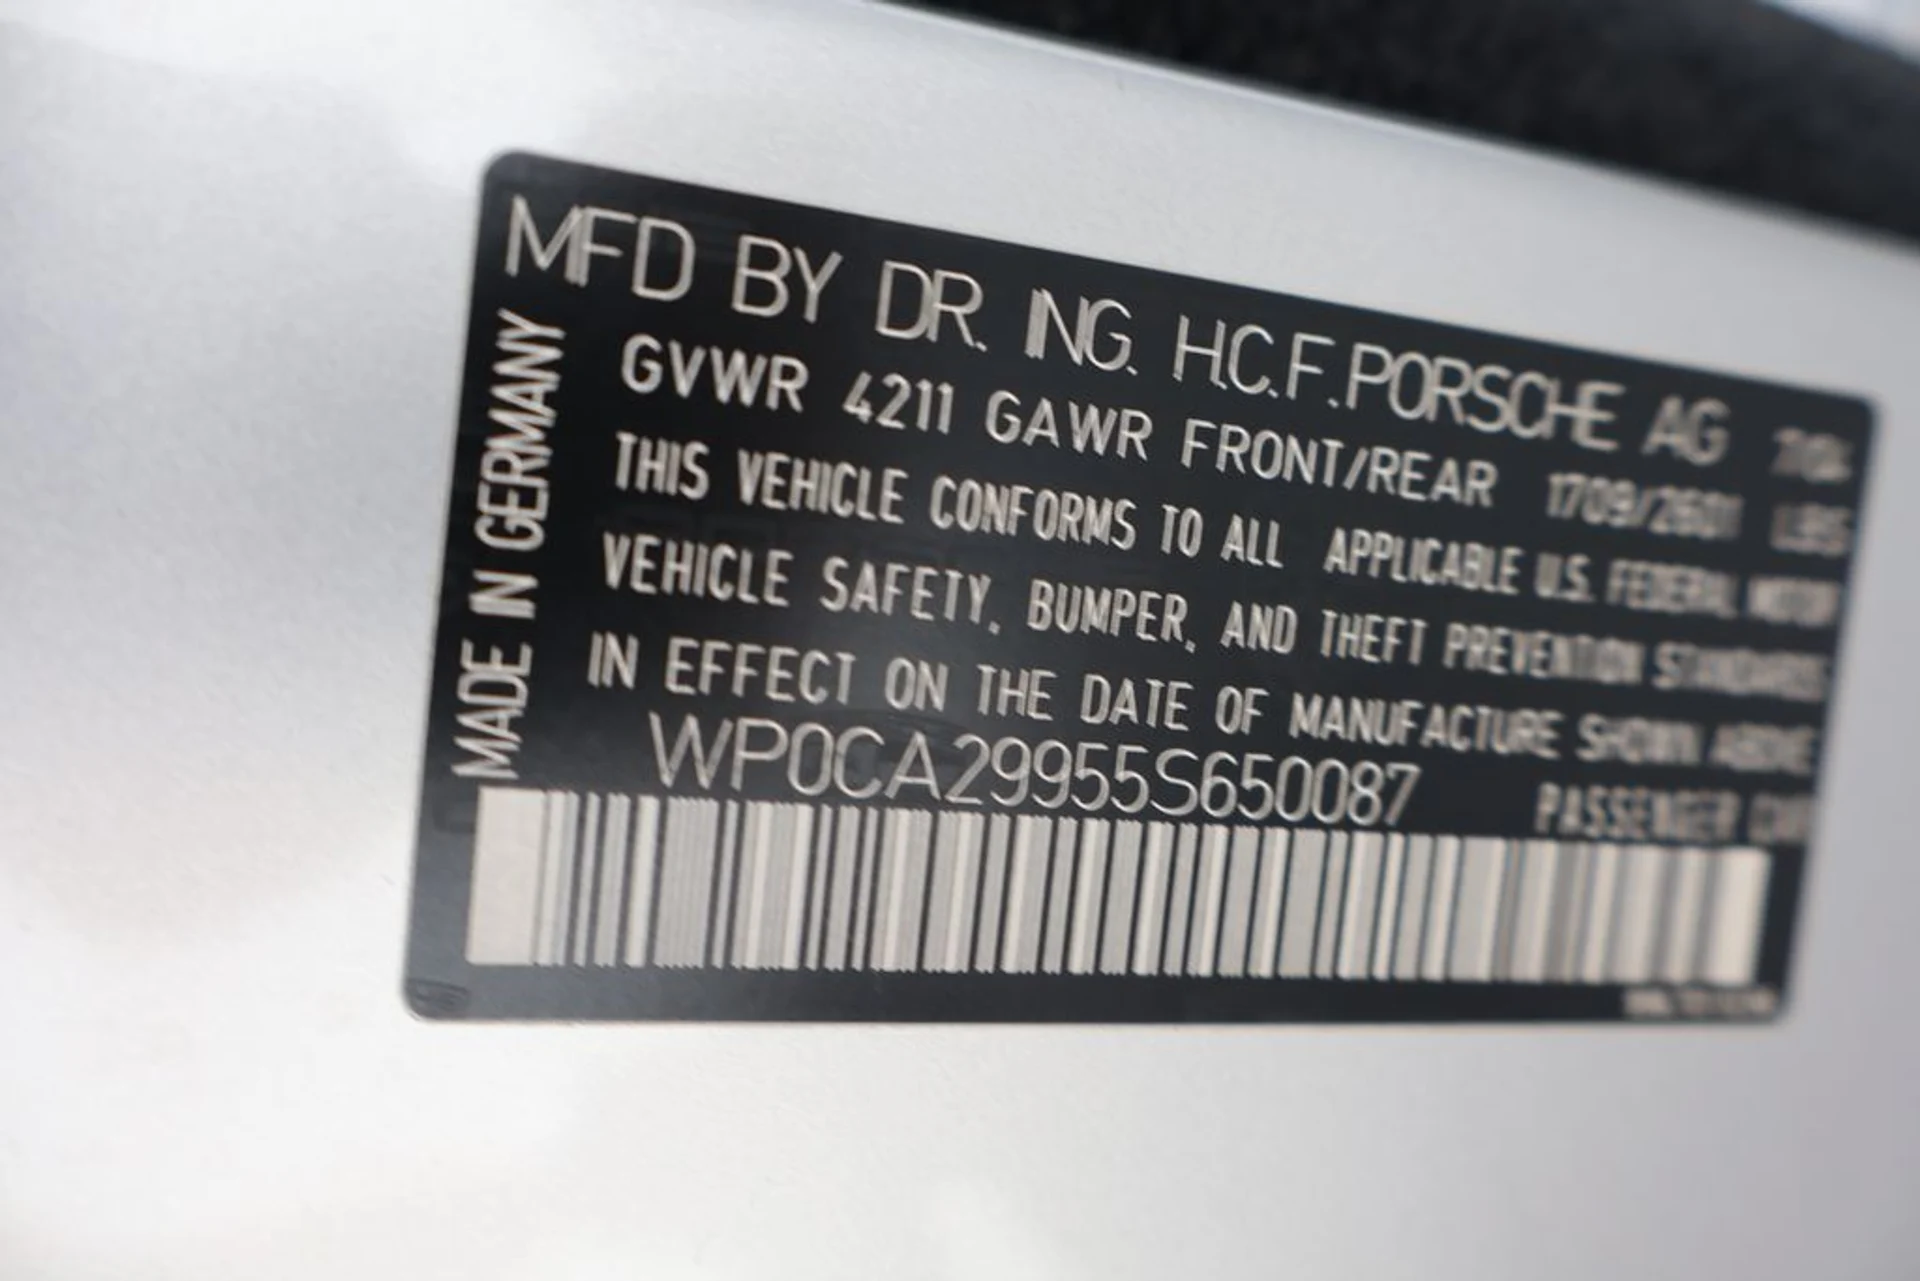 MFD BY DR. ING. H.C.F.PORSCHE AG 7/04
GVWR 4211 GAWR FRONT/REAR 1709/2601 LBS
THIS VEHICLE CONFORMS TO ALL APPLICABLE U.S. FEDERAL MOTOR
VEHICLE SAFETY, BUMPER, AND THEFT PREVENTION STANDARDS
IN EFFECT ON THE DATE OF MANUFACTURE SHOWN ABOVE
WP0CA29955S650087 PASSENGER CAR
MADE IN GERMANY